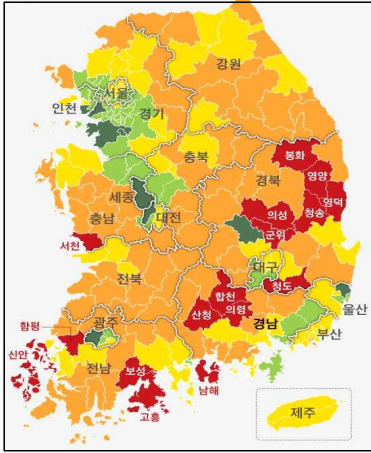 강원
서울
인천
경기
충북
봉화
경북
영양
세종
영덕
의성
청송
충남
대전
군위
서천
대구
전북
합천
청도
산청
의령
울산
함평
광주
경남
부산
신안
전남
보성
남해
고흥
제주